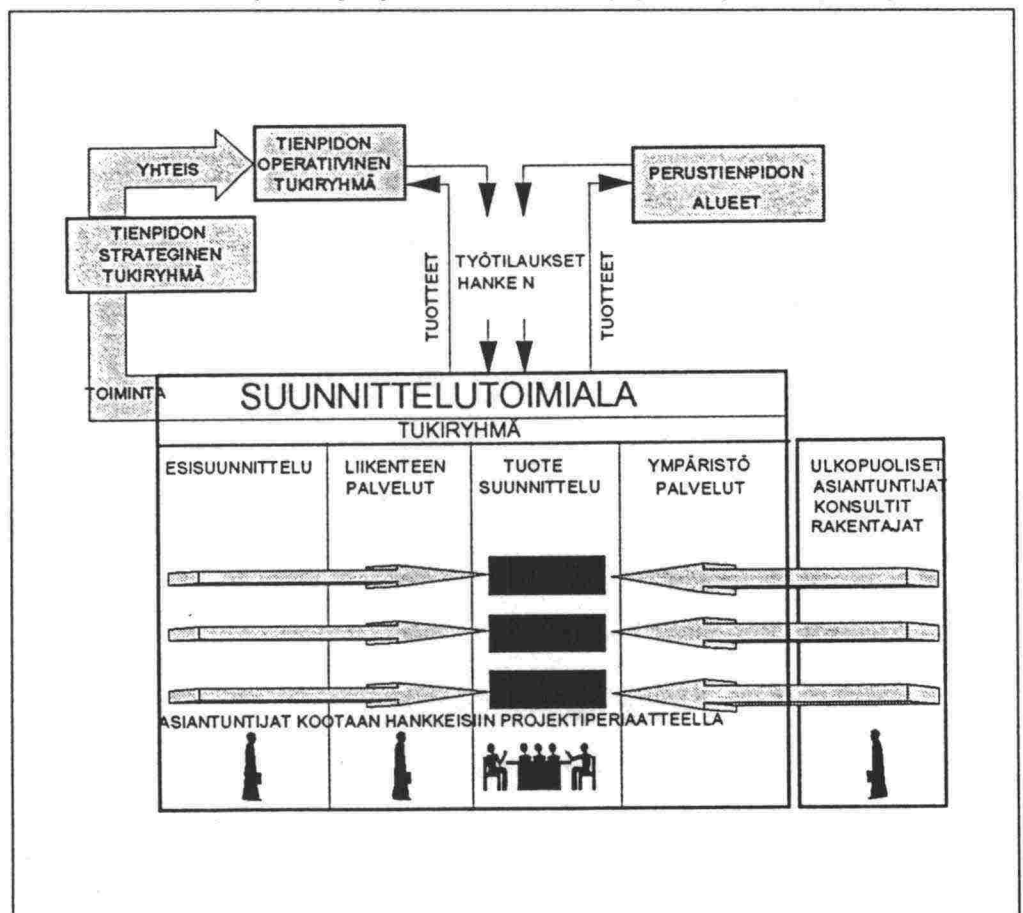 TIENPIDON
OPERATIIVINEN
TUKIRYHMÄ
YHTEIS
PERUSTIENPIDON
ALUEET
TIENPIDON
STRATEGINEN
TUKIRYHMÄ
TUOTTEET
TYÖTILAUKSET
HANKE N
TUOTTEET
TOIMINTA
SUUNNITTELUTOIMIALA
TUKIRYHMÄ
ESISUUNNITTELU
LIIKENTEEN
PALVELUT
TUOTE
SUUNNITTELU
YMPÄRISTÖ
PALVELUT
ULKOPUOLISET
ASIANTUNTIJAT
KONSULTIT
RAKENTAJAT
ASIANTUNTIJAT KOOTAAN HANKKEISIIN PROJEKTIPERIAATTEELLA